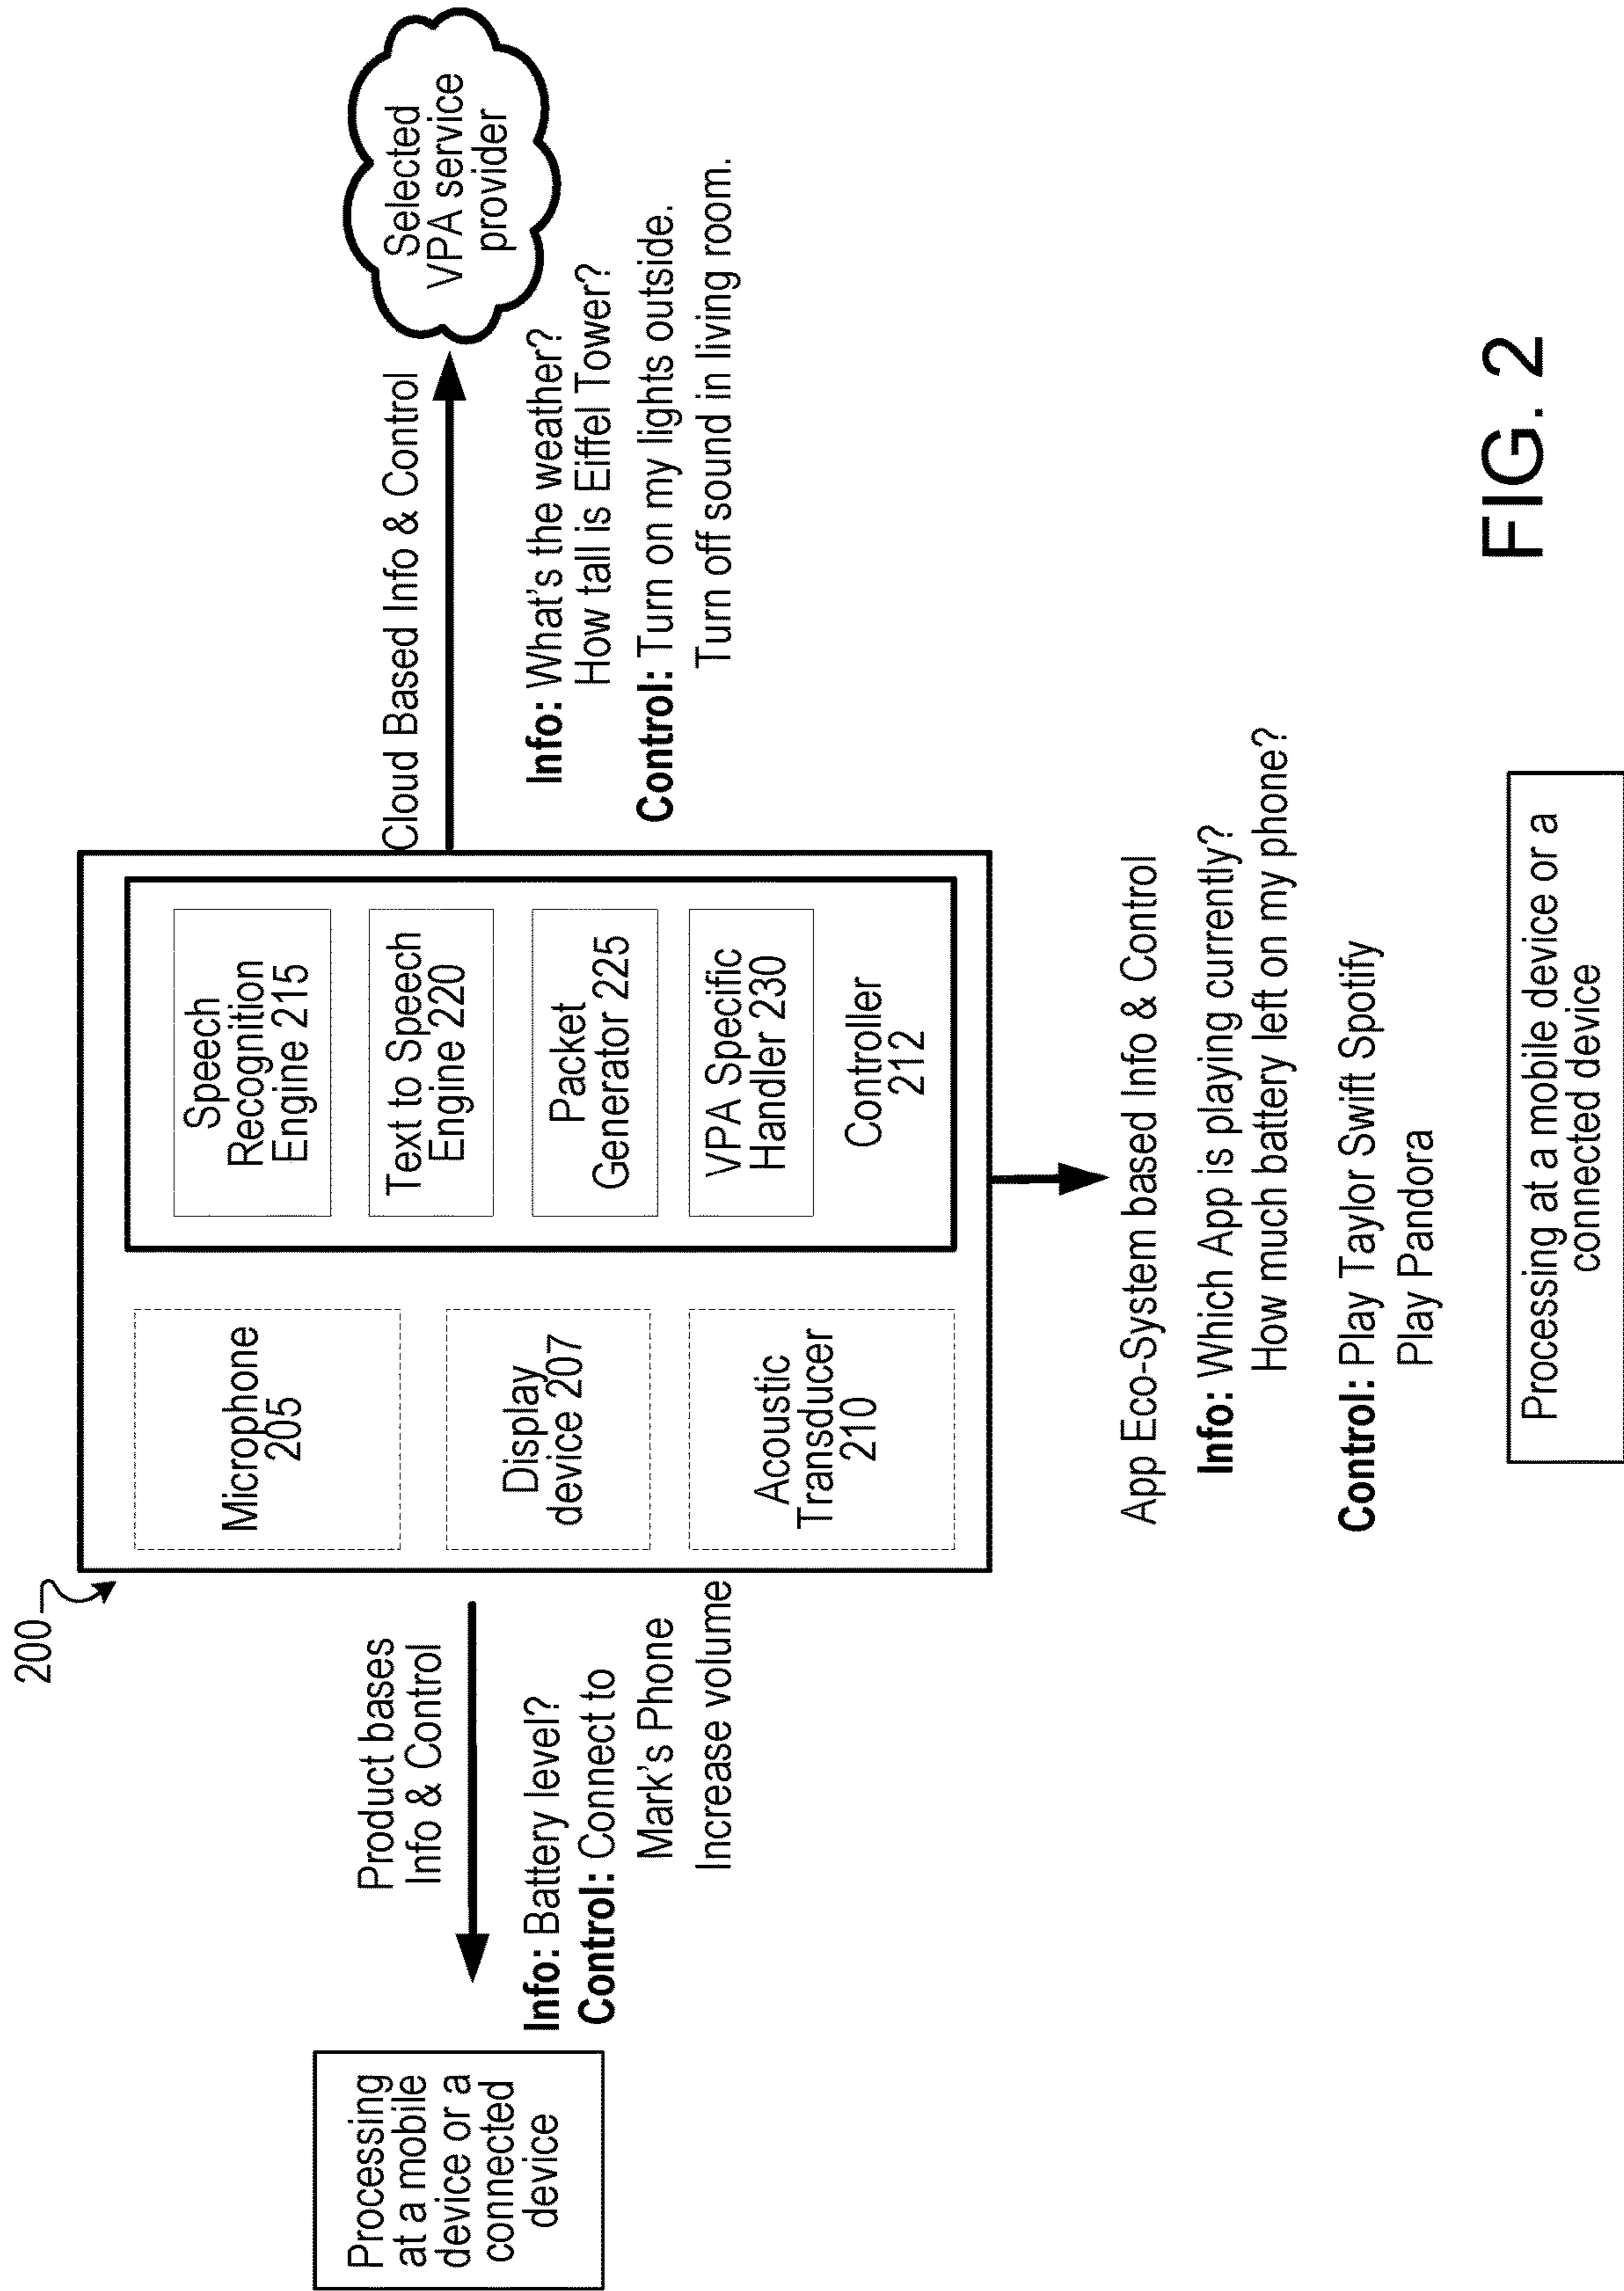 200
Product bases
Info & Control
Info: Battery level?
Control: Connect to
Mark's Phone
Increase volume
Processing
at a mobile
device or a
connected
device
Microphone
205
Display
device 207
Acoustic
Transducer
210
Speech
Recognition
Engine 215
Text to Speech
Engine 220
Packet
Generator 225
VPA Specific
Handler 230
Controller
212
Cloud Based Info & Control
Selected
VPA service
provider
Info: What's the weather?
How tall is Eiffel Tower?
Control: Turn on my lights outside.
Turn off sound in living room.
App Eco-System based Info & Control
Info: Which App is playing currently?
How much battery left on my phone?
Control: Play Taylor Swift Spotify
Play Pandora
Processing at a mobile device or a
connected device
FIG. 2